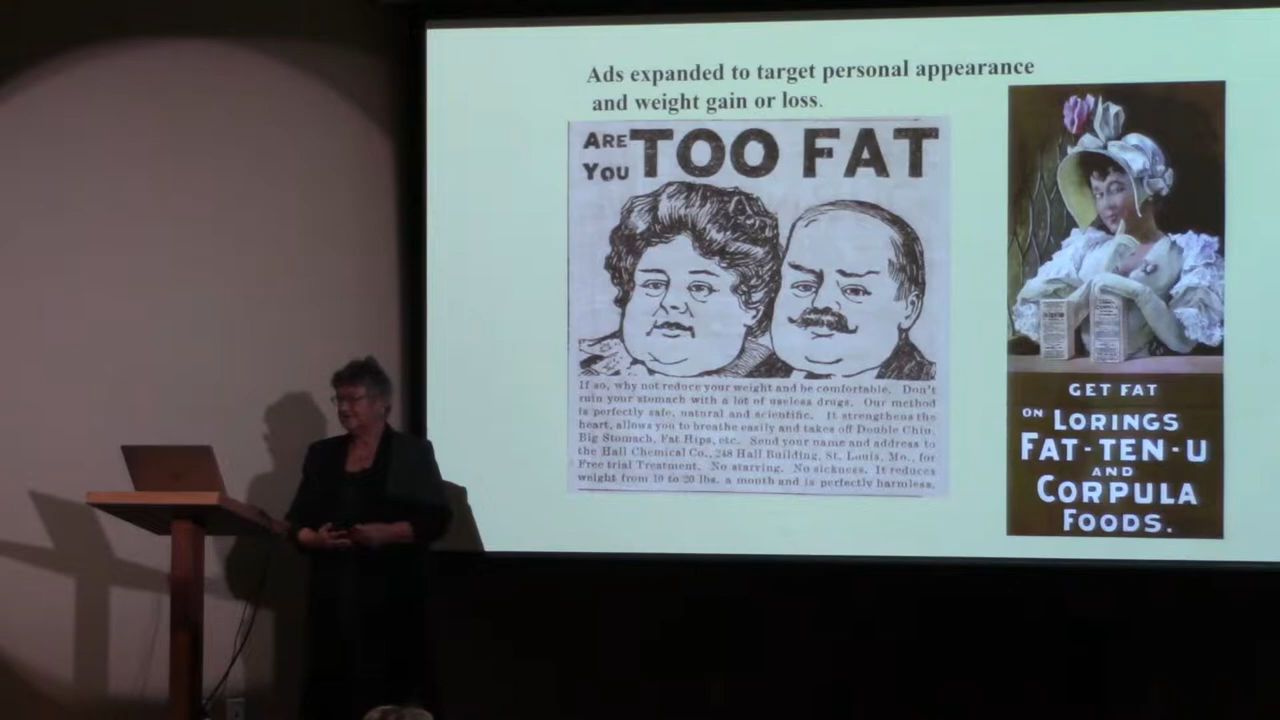 Ads expanded to target personal appearance
and weight gain or loss.
ARE YOU TOO FAT
If so, why not reduce your weight and be comfortable. Don't
ruin your stomach with a lot of useless drugs. Our method
is perfectly safe, natural and scientific. It strengthens the
heart, allows you to breathe easily and takes off Double Chin,
Big Stomach, Fat Hips, etc. Send your name and address to
the Hall Chemical Co., 248 Hall Building, St. Louis, Mo., for
Free trial Treatment. No starving. No sickness. It reduces
weight from 10 to 20 lbs. a month and is perfectly harmless.
GET FAT
ON LORINGS
FAT-TEN-U
AND
CORPULA
FOODS.